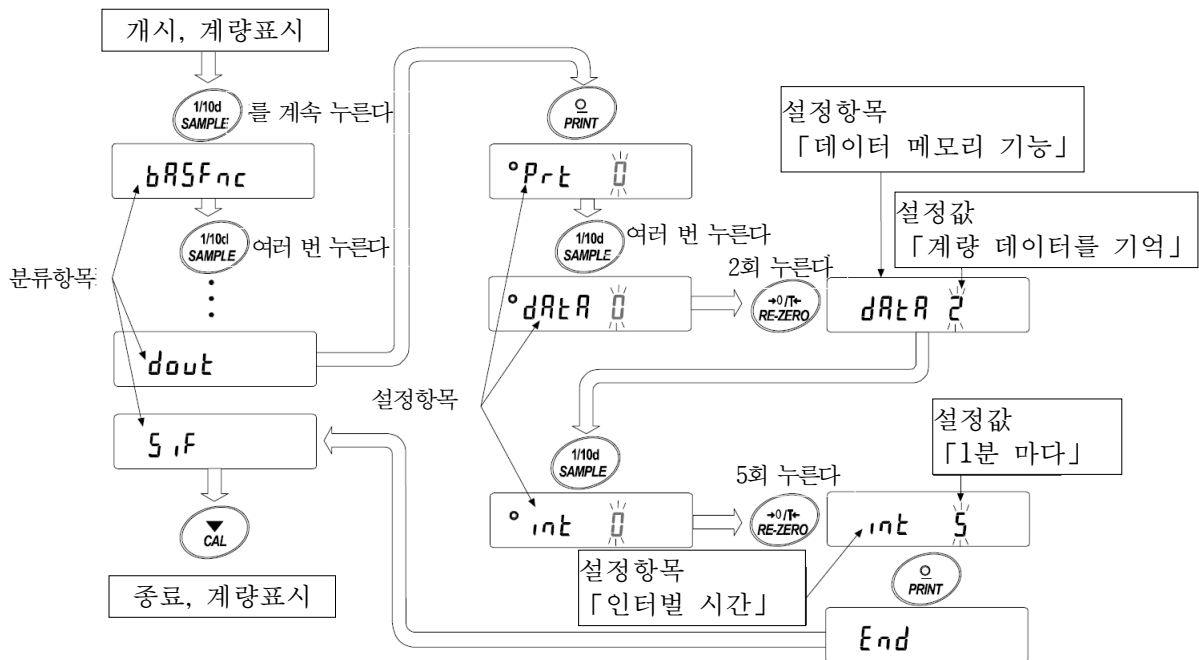 개시, 계량표시
1/10d
SAMPLE
를 계속 누른다
bASFnc
1/10d
SAMPLE
여러 번 누른다
분류항목
dout
PRINT
Prt 0
1/10d
SAMPLE
여러 번 누른다
dAtA 0
2회 누른다
→0/T←
RE-ZERO
설정항목
「데이터 메모리 기능」
설정값
「계량 데이터를 기억」
dAtA 2
설정항목
1/10d
SAMPLE
int 0
5회 누른다
→0/T←
RE-ZERO
설정값
「1분 마다」
int 5
설정항목
「인터벌 시간」
PRINT
End
SiF
CAL
종료, 계량표시